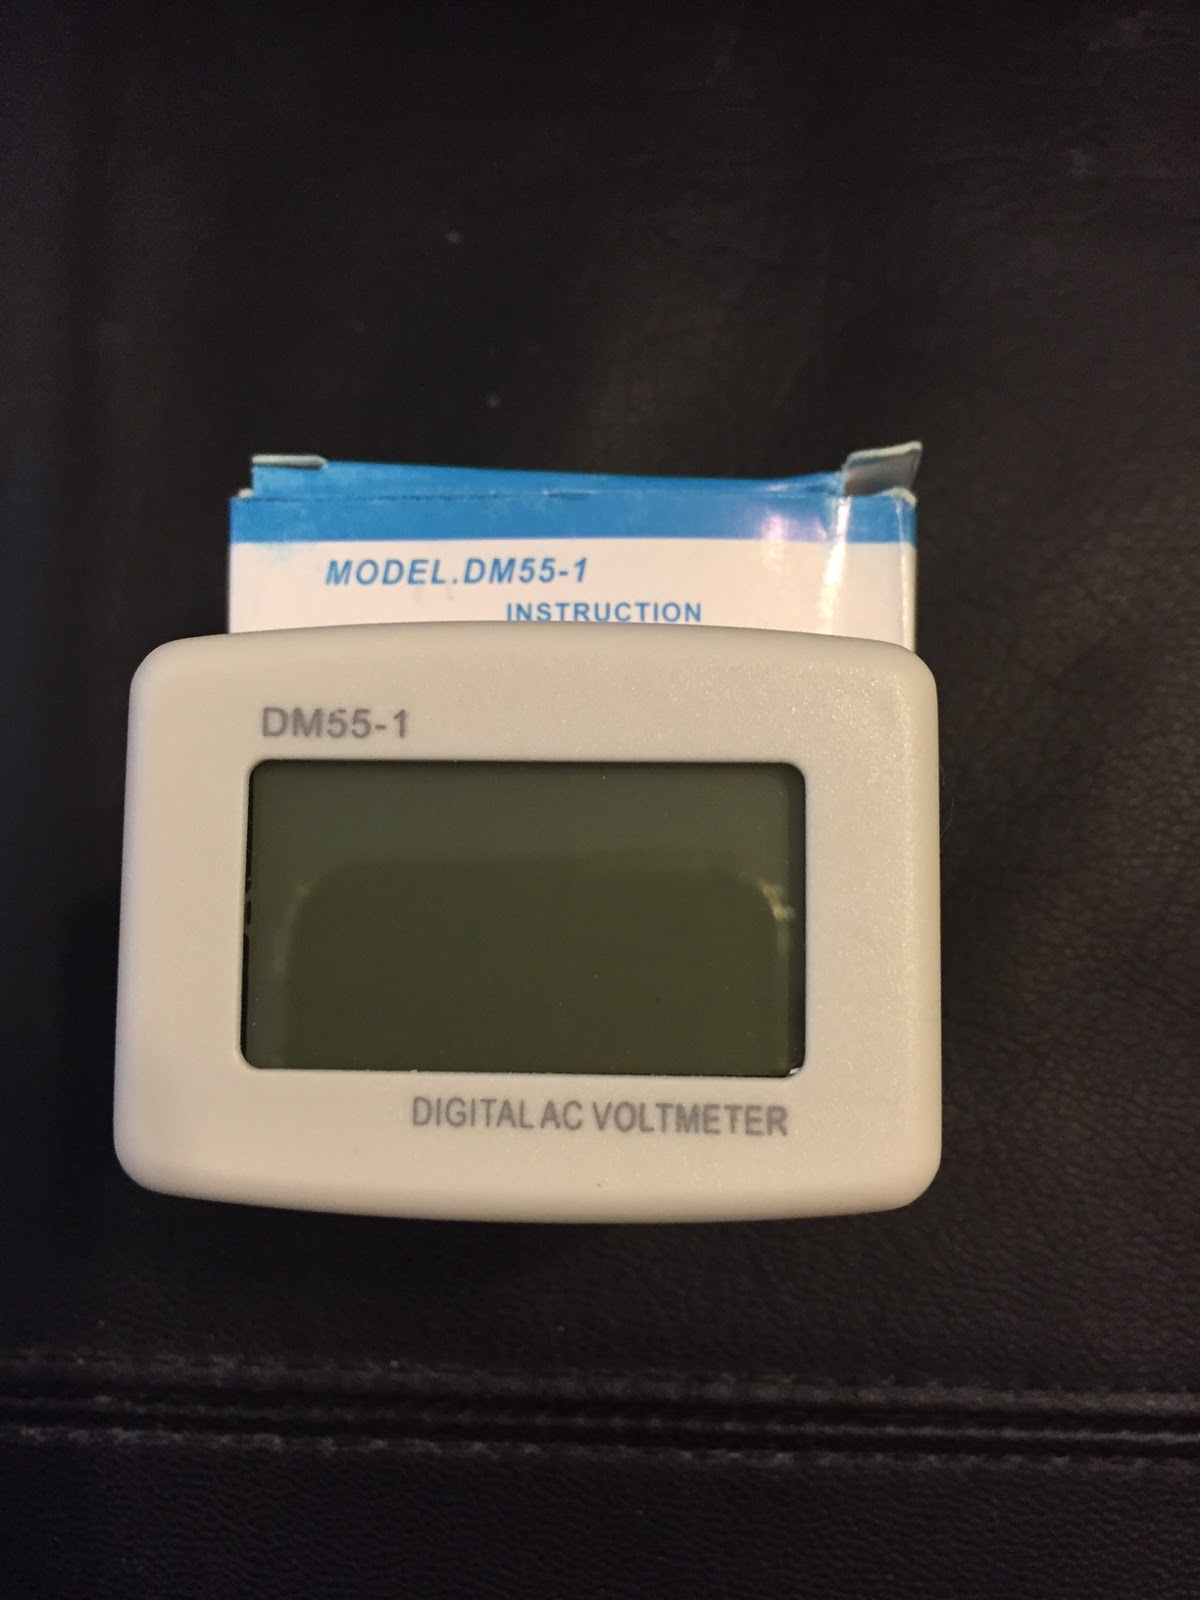 MODEL.DM55-1
INSTRUCTION
DM55-1
DIGITAL AC VOLTMETER